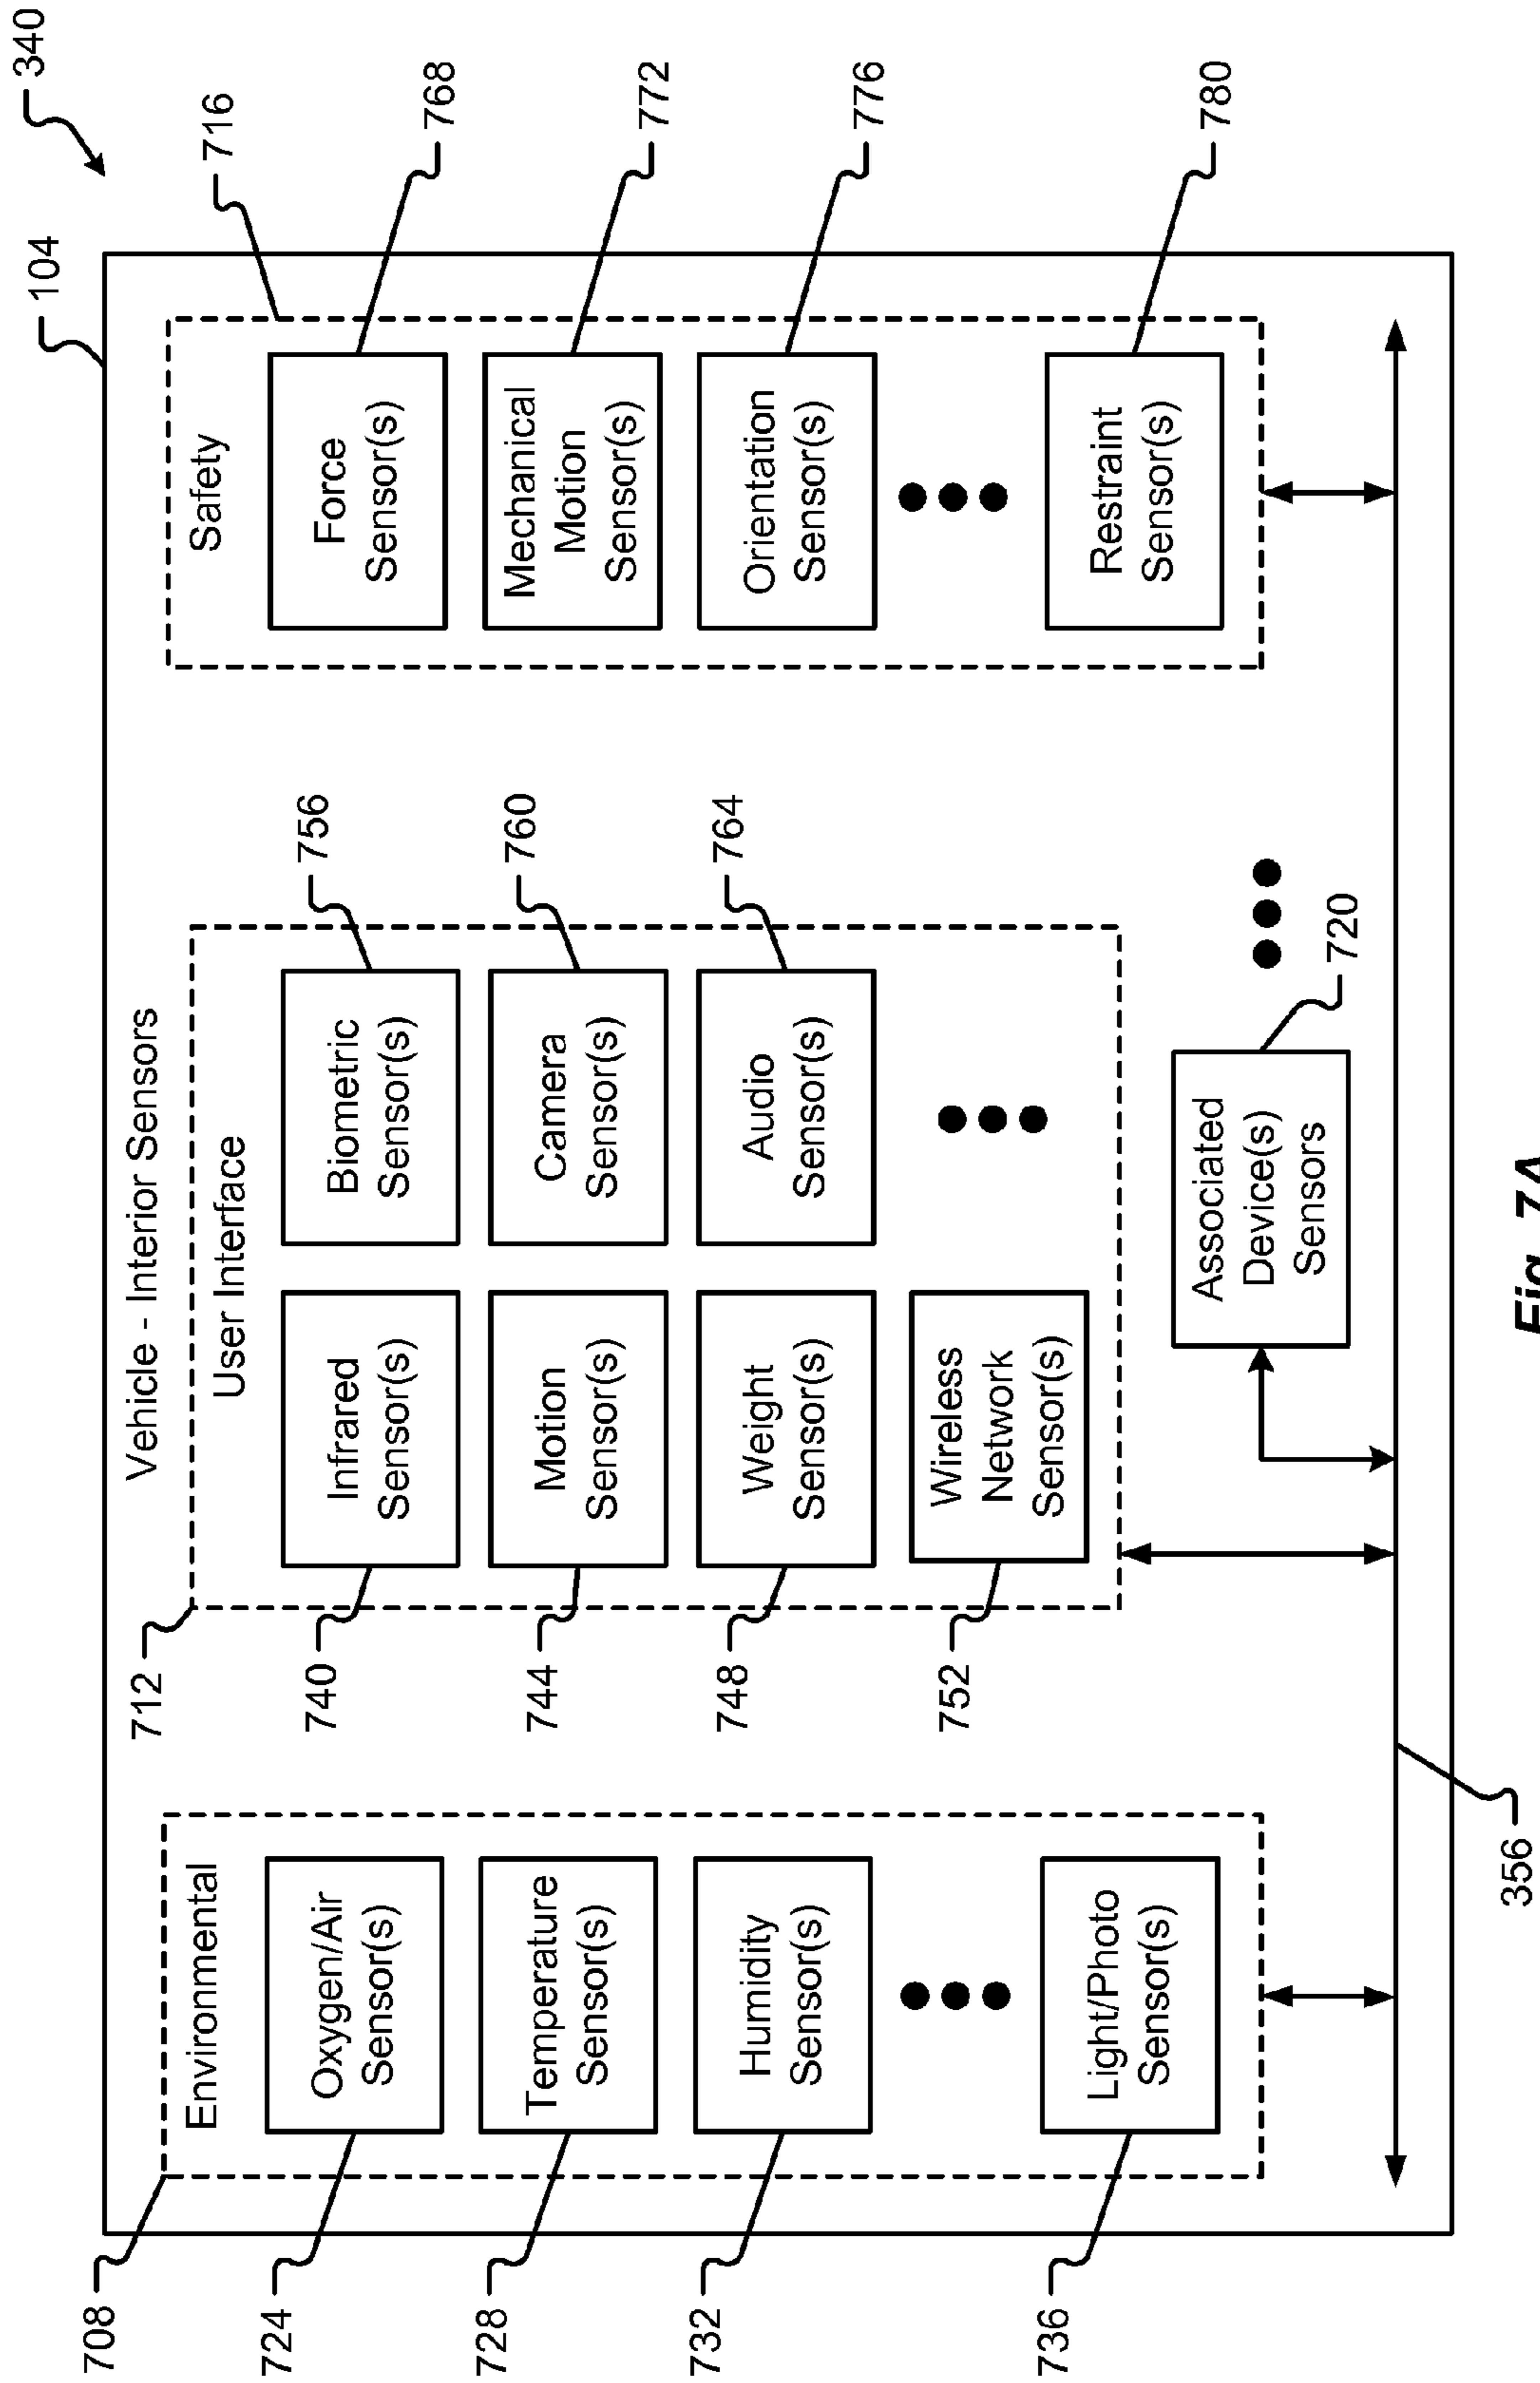 340
104
Vehicle - Interior Sensors
708
Environmental
724
Oxygen/Air
Sensor(s)
728
Temperature
Sensor(s)
732
Humidity
Sensor(s)
736
Light/Photo
Sensor(s)
712
User Interface
740
Infrared
Sensor(s)
744
Motion
Sensor(s)
748
Weight
Sensor(s)
752
Wireless
Network
Sensor(s)
Biometric
Sensor(s)
756
Camera
Sensor(s)
760
Audio
Sensor(s)
764
716
Safety
Force
Sensor(s)
768
Mechanical
Motion
Sensor(s)
772
Orientation
Sensor(s)
776
Restraint
Sensor(s)
780
Associated
Device(s)
Sensors
720
356
Fig. 7A